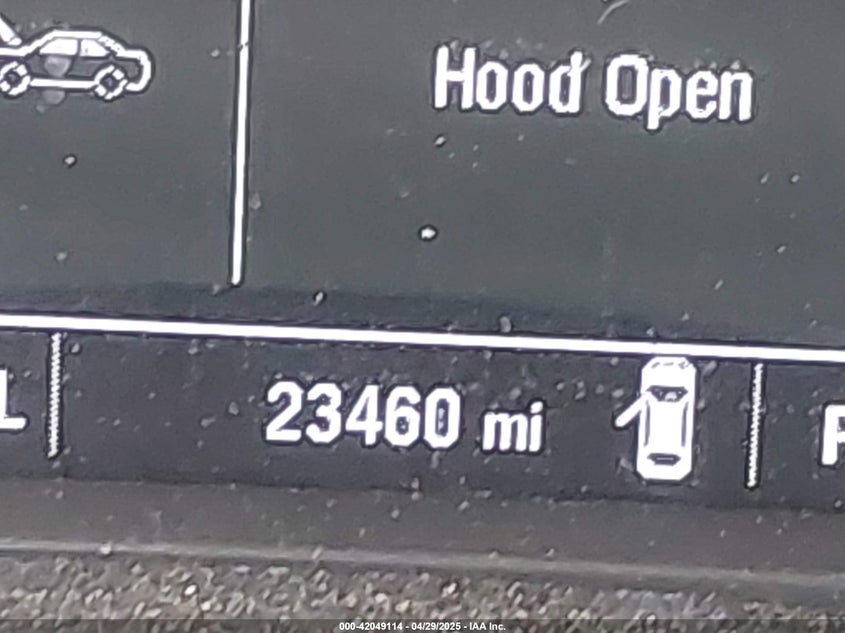 Hood Open
L
23460 mi
000-42049114 - 04/29/2025 - IAA Inc.